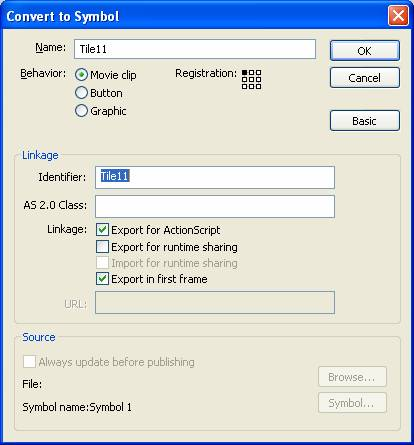 Convert to Symbol
Name: Tile11 OK
Behavior: Movie clip Registration: Cancel
Button
Graphic
Basic
Linkage
Identifier: Tile11
AS 2.0 Class:
Linkage: Export for ActionScript
Export for runtime sharing
Import for runtime sharing
Export in first frame
URL:
Source
Always update before publishing
File: Browse...
Symbol name:Symbol 1 Symbol...